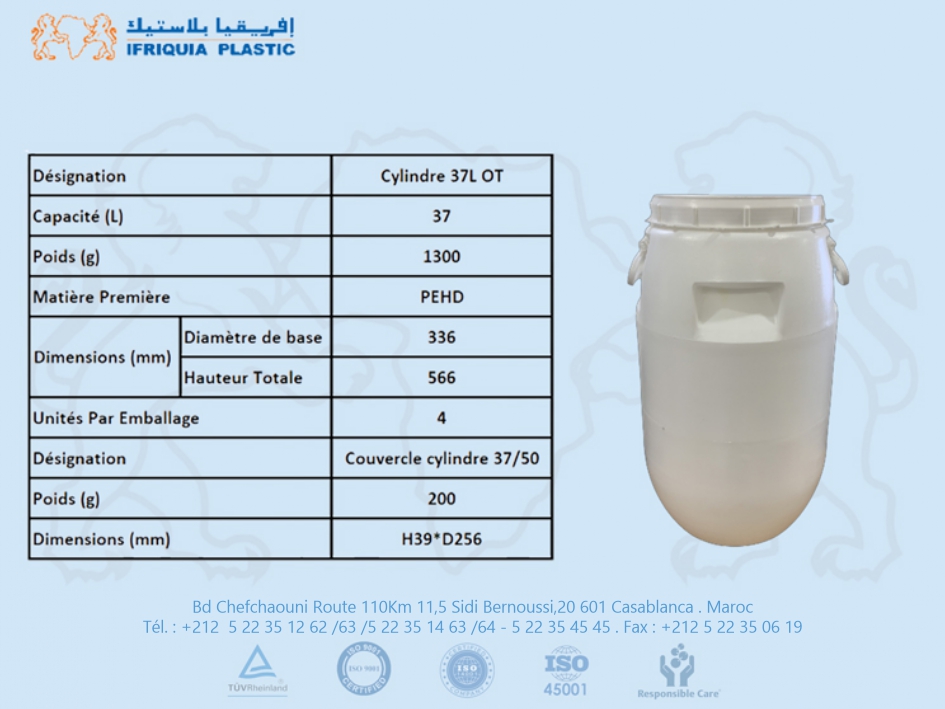 إفريقيا بلاستيك
IFRIQUIA PLASTIC
Désignation Cylindre 37L OT
Capacité (L) 37
Poids (g) 1300
Matière Première PEHD
Dimensions (mm) Diamètre de base 336
Hauteur Totale 566
Unités Par Emballage 4
Désignation Couvercle cylindre 37/50
Poids (g) 200
Dimensions (mm) H39*D256
Bd Chefchaouni Route 110Km 11,5 Sidi Bernoussi,20 601 Casablanca . Maroc
Tél. : +212 5 22 35 12 62 /63 /5 22 35 14 63 /64 - 5 22 35 45 45 . Fax : +212 5 22 35 06 19
TÜVRheinland
ISO 9001
CERTIFIED
CERTIFIED
ISO
COMPANY
ISO
45001
Responsible Care